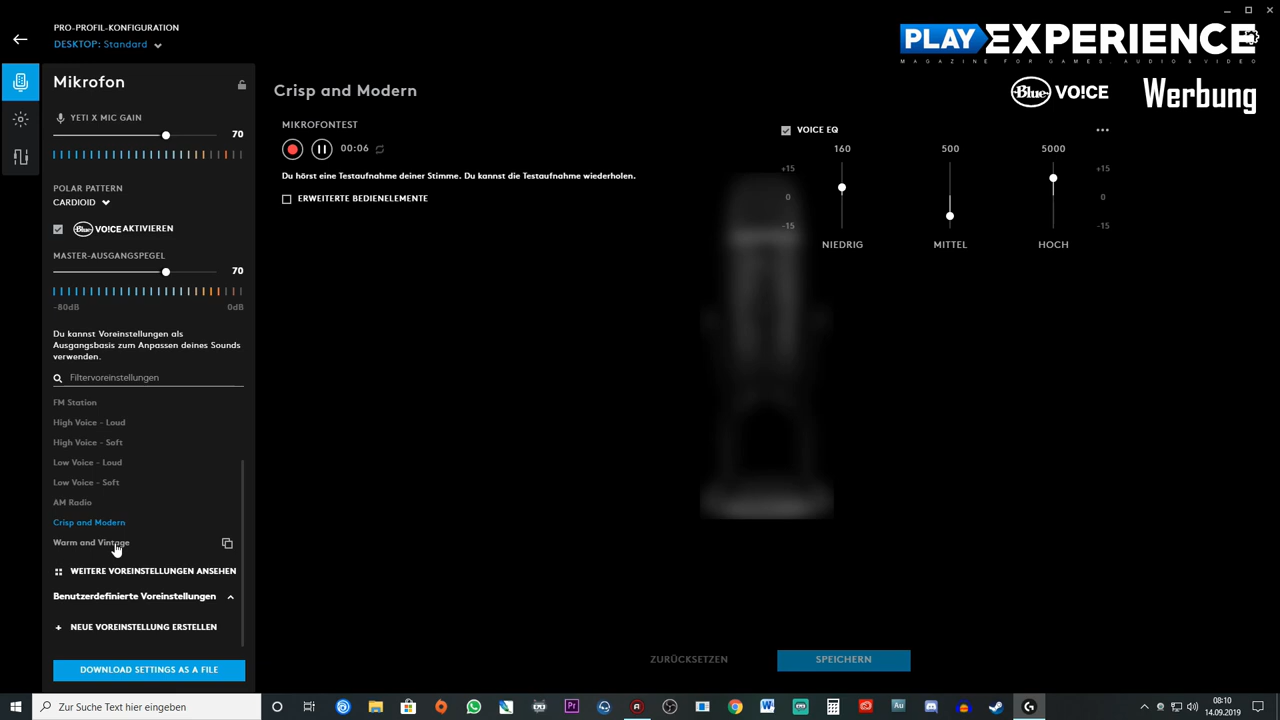 PRO-PROFIL-KONFIGURATION
DESKTOP: Standard
PLAY EXPERIENCE
MAGAZINE FOR GAMES, AUDIO & VIDEO
Blue VO!CE
Werbung
Mikrofon
YETI X MIC GAIN
70
POLAR PATTERN
CARDIOID
Blue VO!CE AKTIVIEREN
MASTER-AUSGANGSPEGEL
70
-80dB 0dB
Du kannst Voreinstellungen als
Ausgangsbasis zum Anpassen deines Sounds
verwenden.
Filtervoreinstellungen
FM Station
High Voice - Loud
High Voice - Soft
Low Voice - Loud
Low Voice - Soft
AM Radio
Crisp and Modern
Warm and Vintage
WEITERE VOREINSTELLUNGEN ANSEHEN
Benutzerdefinierte Voreinstellungen
+ NEUE VOREINSTELLUNG ERSTELLEN
DOWNLOAD SETTINGS AS A FILE
Crisp and Modern
MIKROFONTEST
00:06
Du hörst eine Testaufnahme deiner Stimme. Du kannst die Testaufnahme wiederholen.
ERWEITERTE BEDIENELEMENTE
VOICE EQ
160 500 5000
+15 +15
0 0
-15 -15
NIEDRIG MITTEL HOCH
ZURÜCKSETZEN
SPEICHERN
Zur Suche Text hier eingeben
08:10
14.09.2019